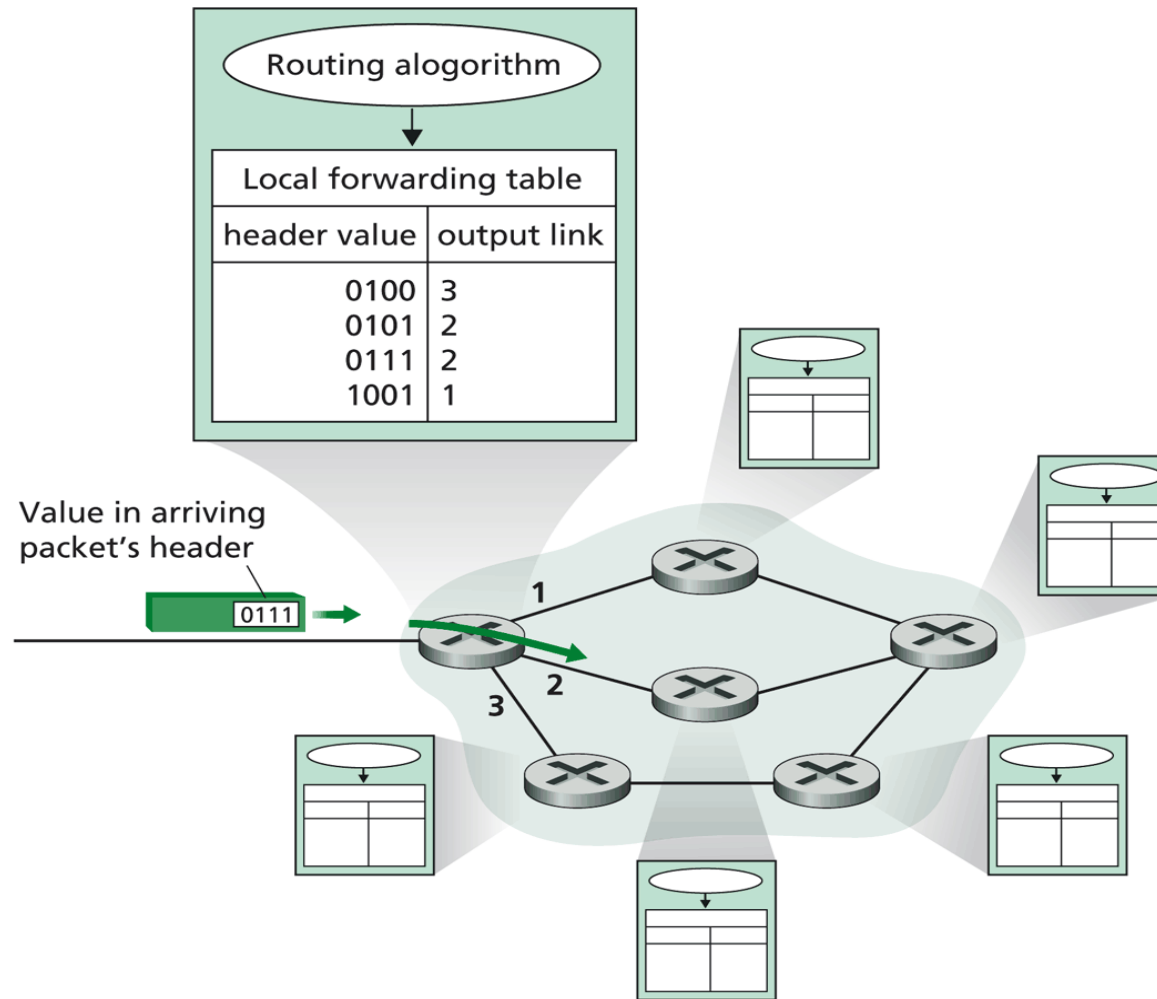 Routing alogorithm
Local forwarding table
header value output link
0100 3
0101 2
0111 2
1001 1
Value in arriving
packet's header
0111
1
2
3